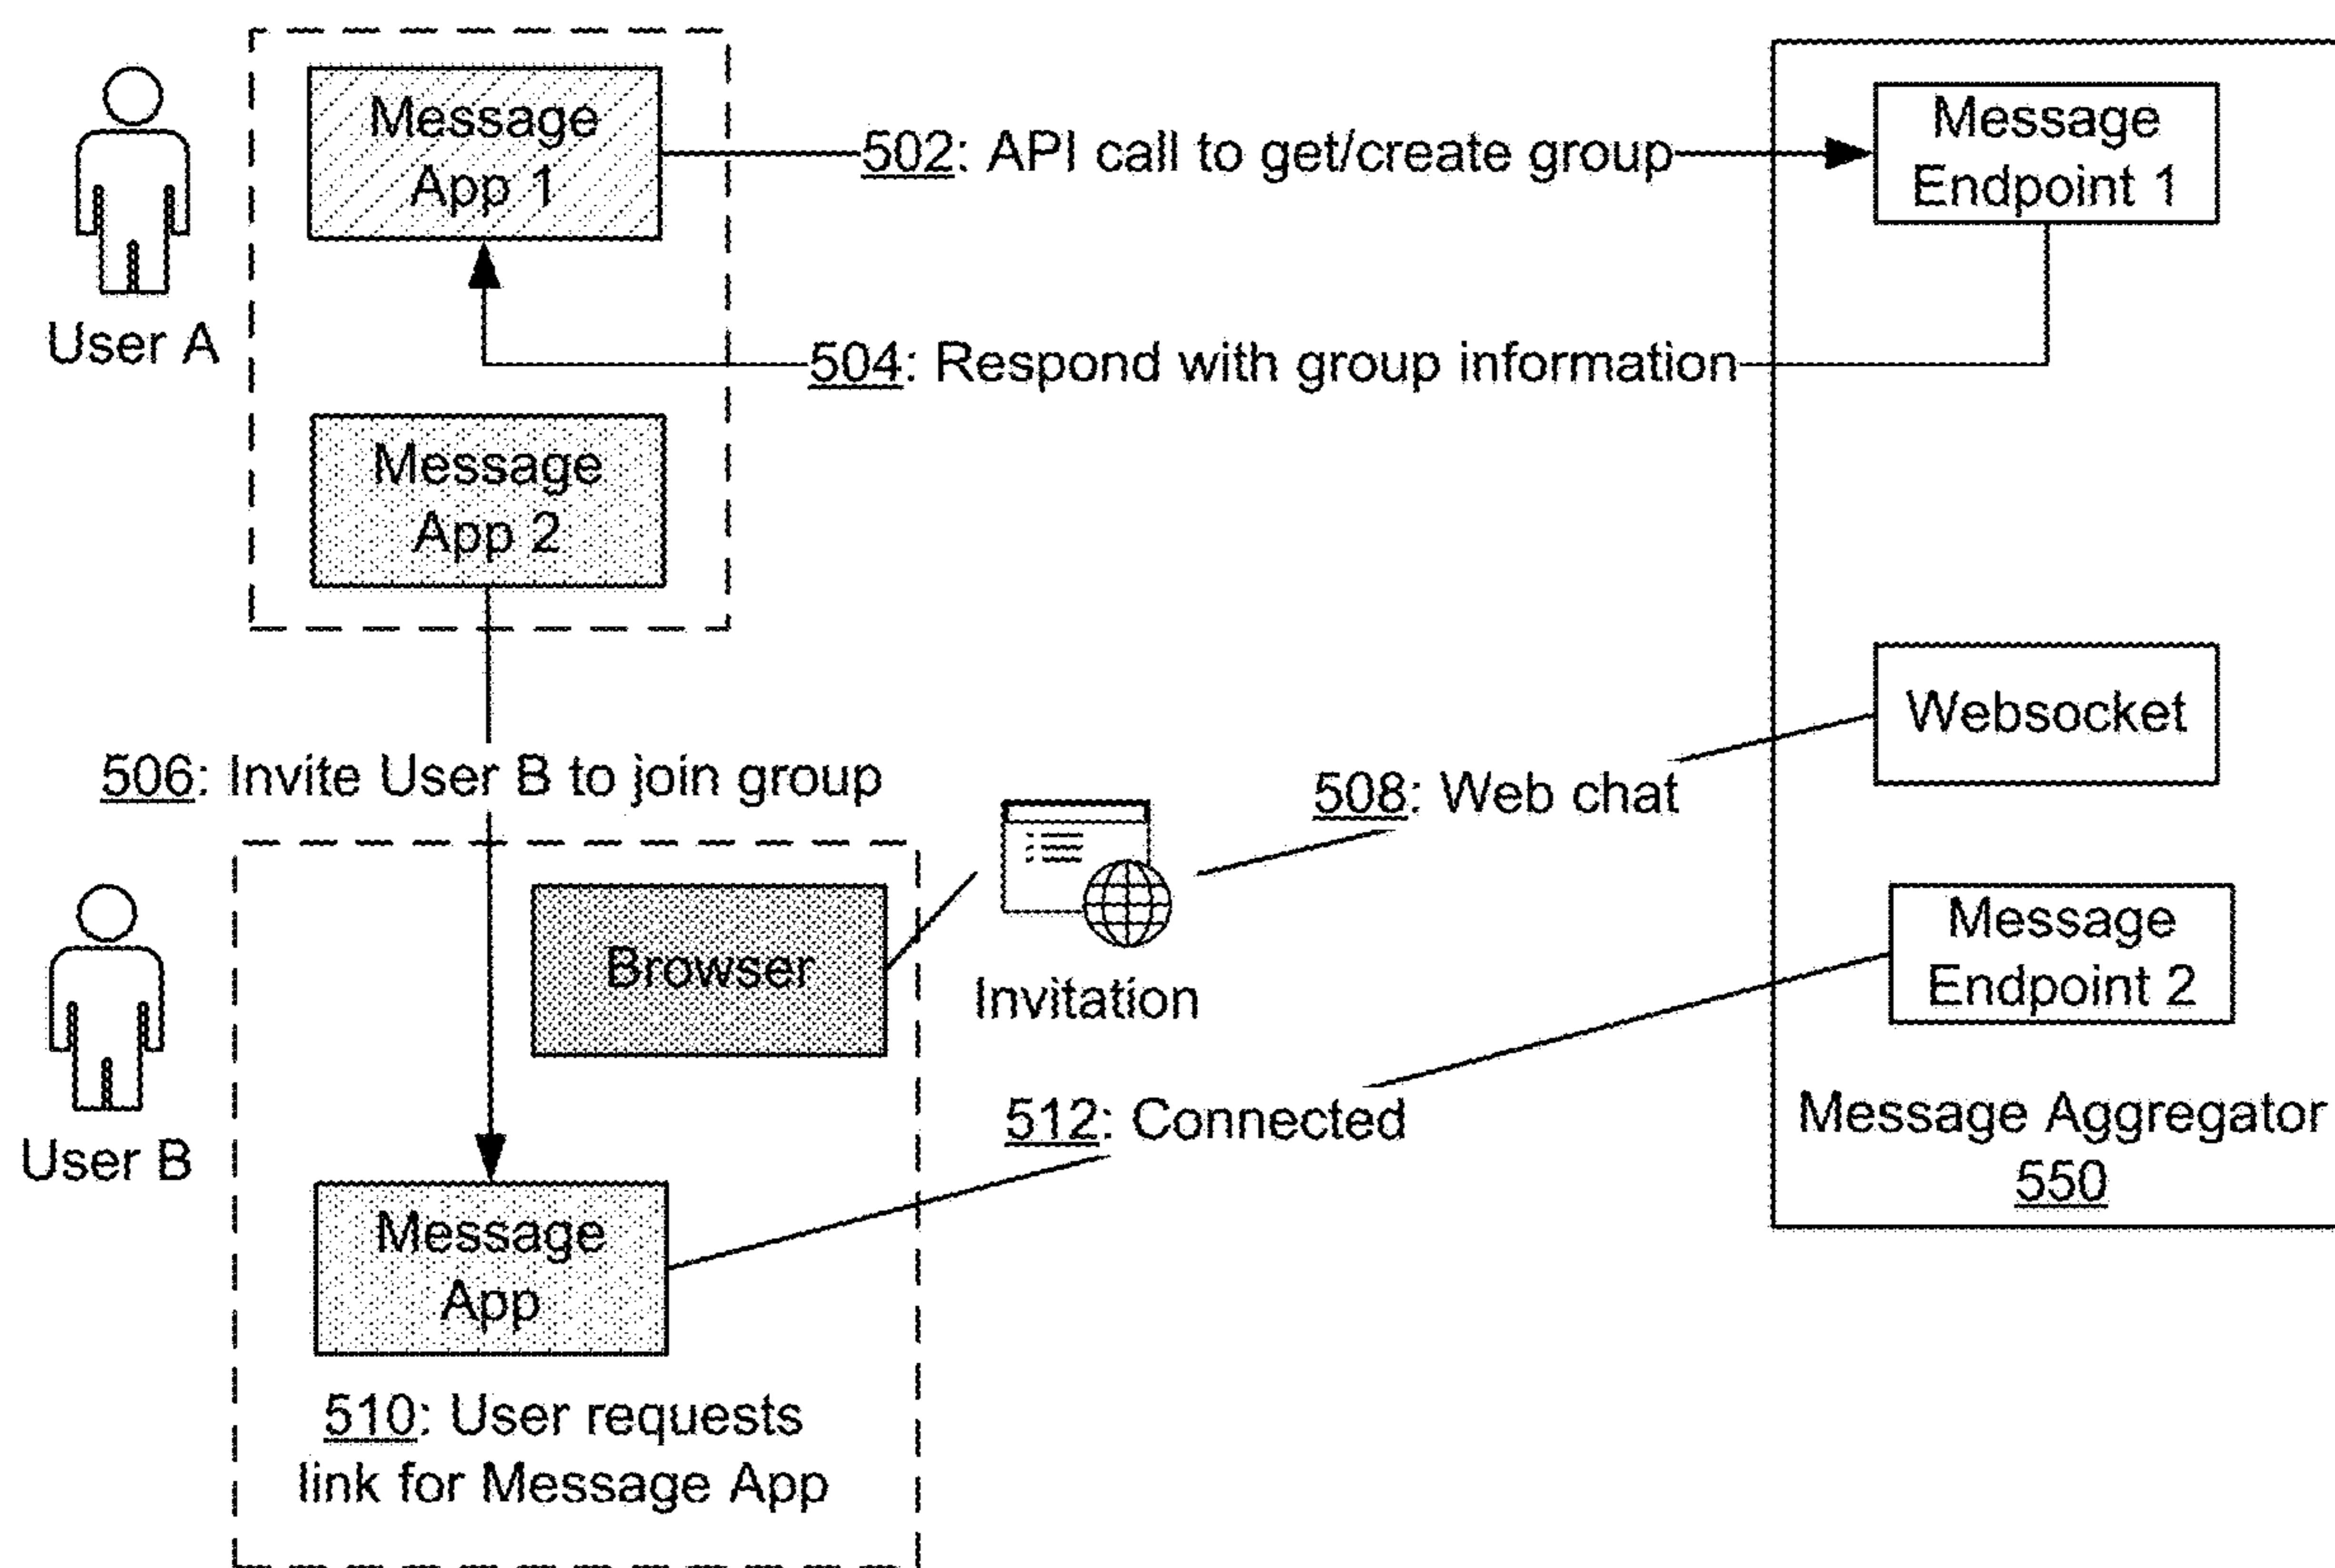 Message
App 1
502: API call to get/create group
Message
Endpoint 1
User A
504: Respond with group information
Message
App 2
Websocket
506: Invite User B to join group
508: Web chat
Browser
Invitation
Message
Endpoint 2
User B
512: Connected
Message Aggregator
550
Message
App
510: User requests
link for Message App